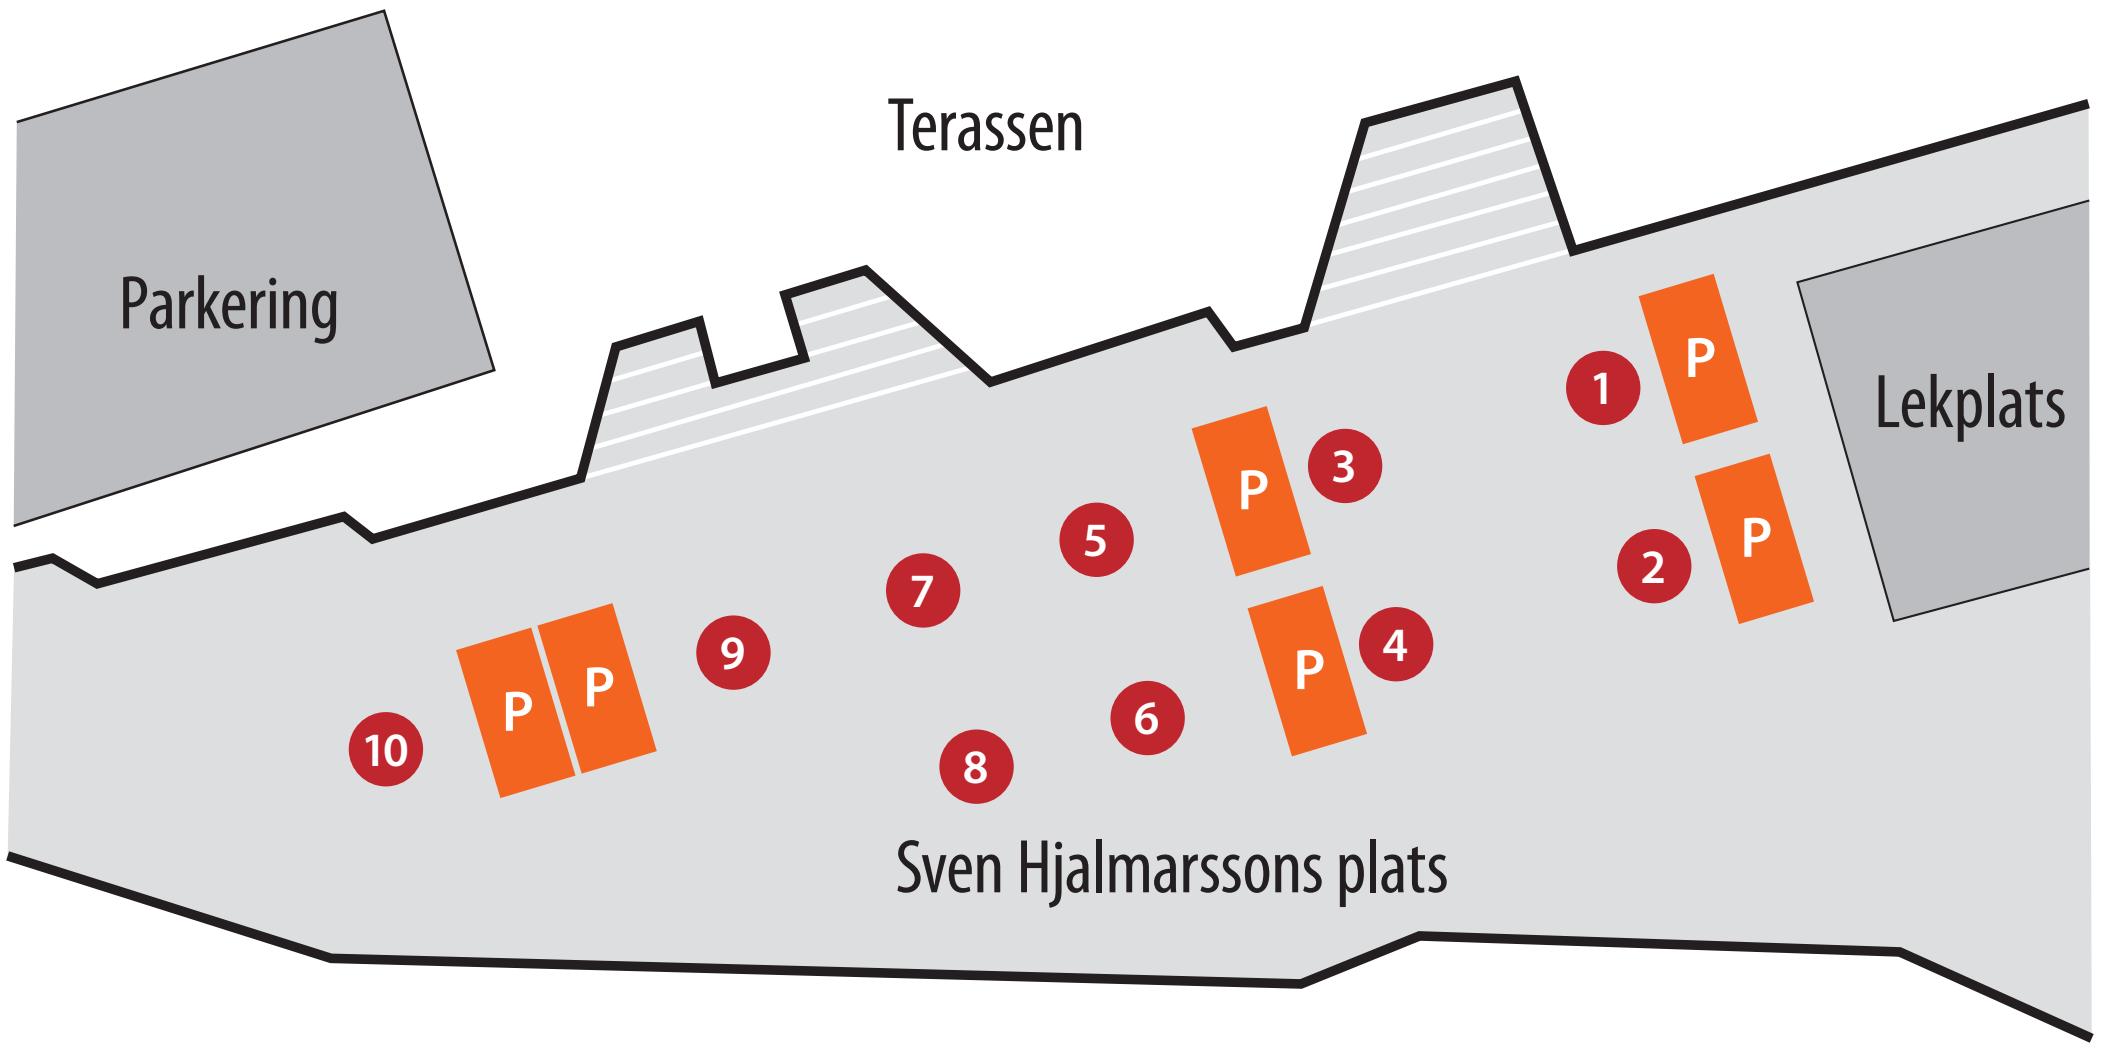 Terassen
Parkering
Lekplats
P
1
P
3
P
5
2
P
7
4
P
9
P
6
P
10
8
Sven Hjalmarssons plats